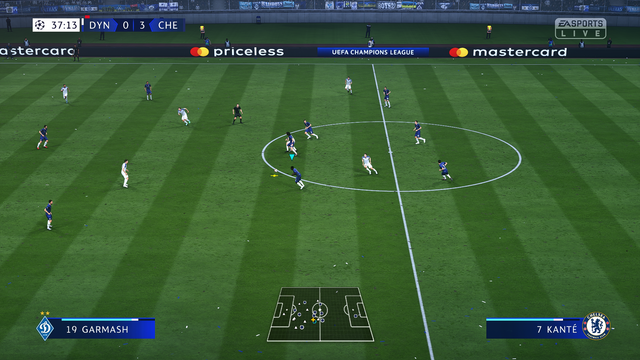 37:13 DYN 0 3 CHE
EA SPORTS
LIVE
mastercard
priceless
UEFA CHAMPIONS LEAGUE
mastercard
19 GARMASH
7 KANTÉ
CHELSEA